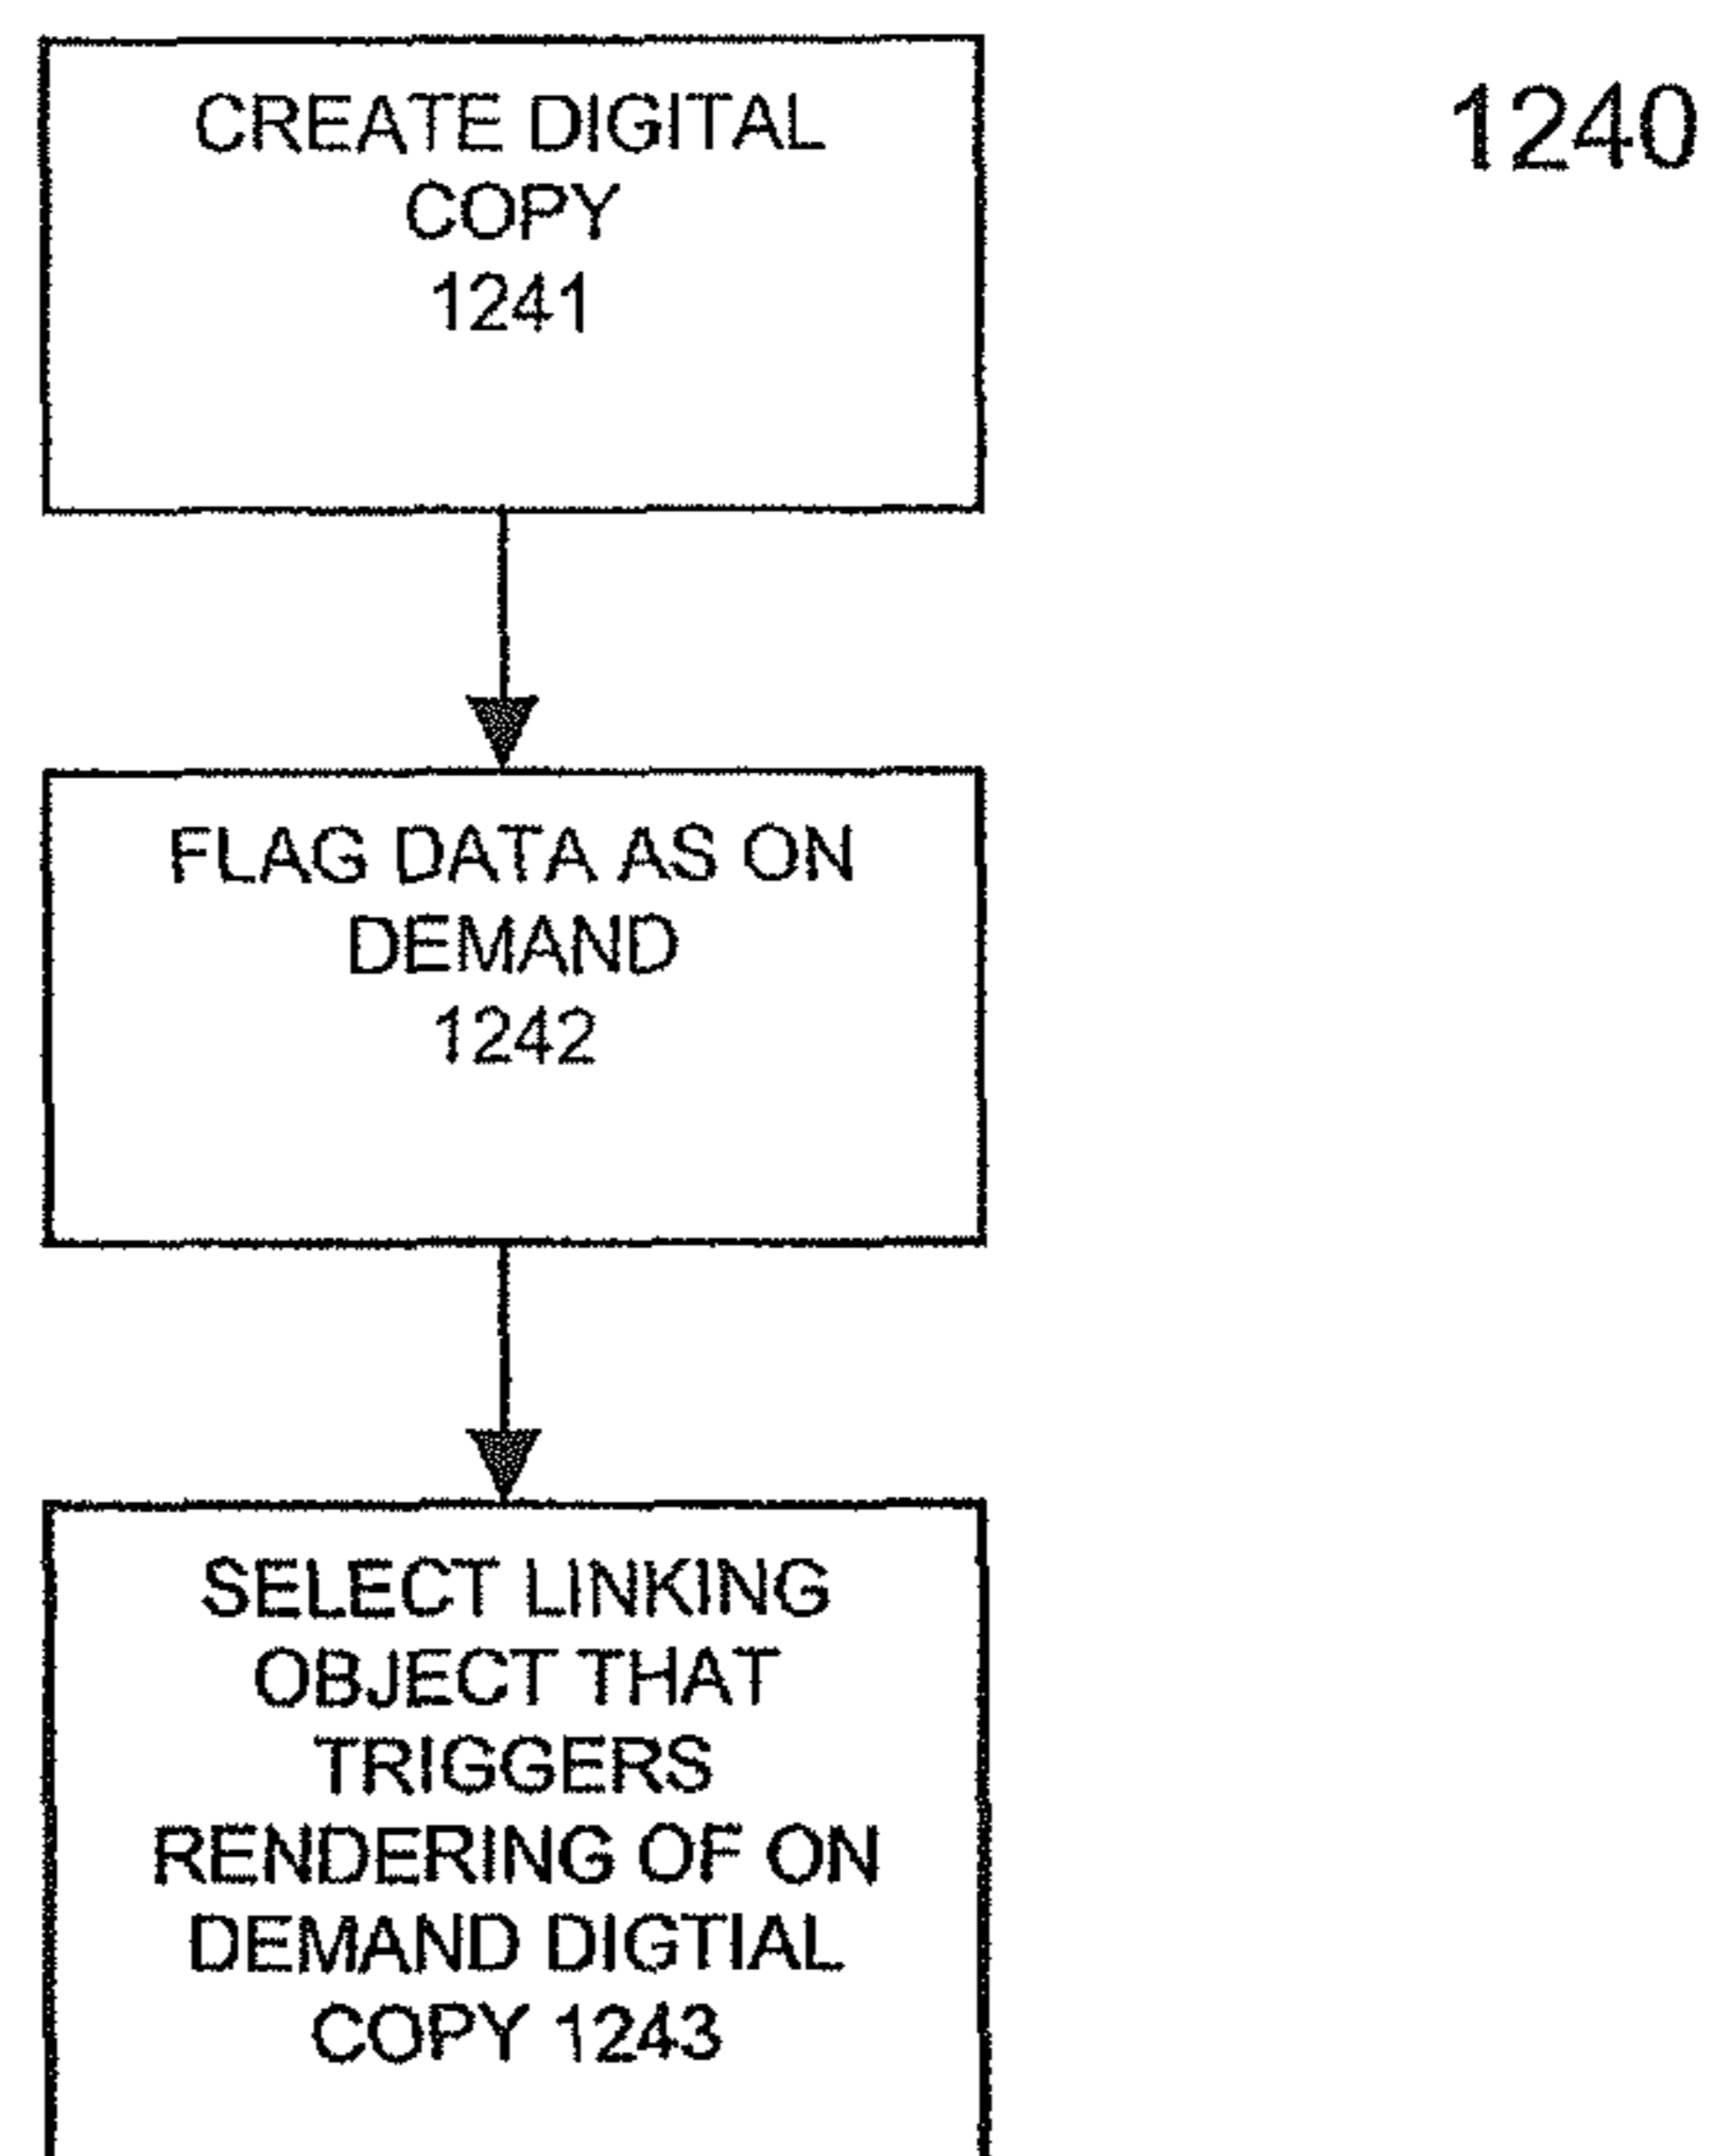 CREATE DIGITAL
COPY
1241
1240
FLAG DATA AS ON
DEMAND
1242
SELECT LINKING
OBJECT THAT
TRIGGERS
RENDERING OF ON
DEMAND DIGTIAL
COPY 1243